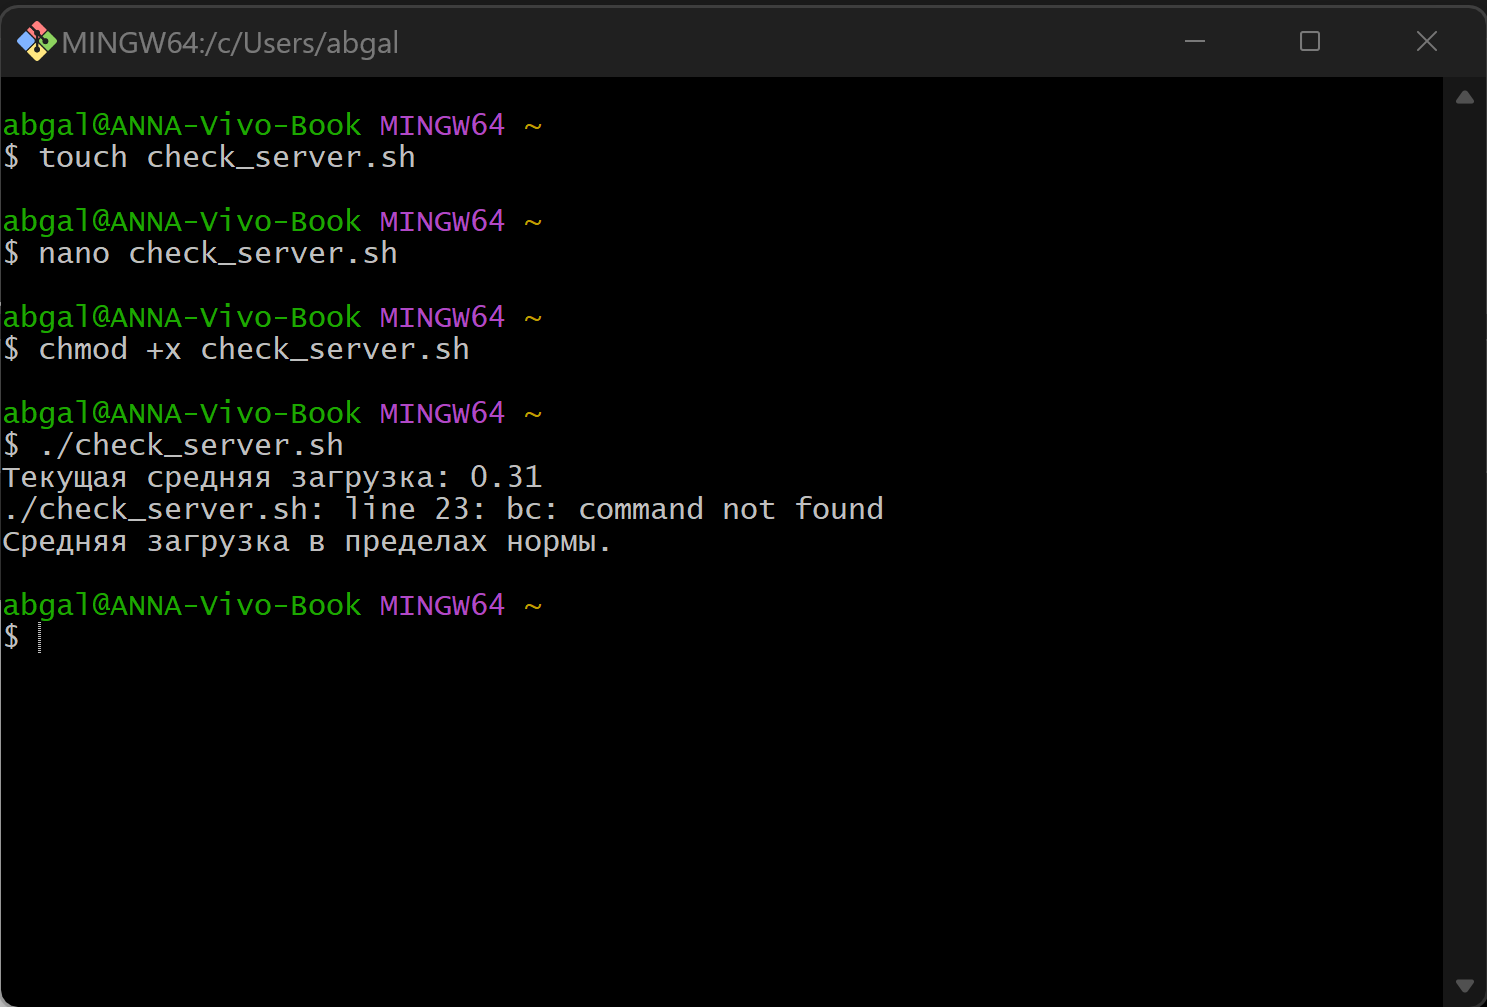 MINGW64:/c/Users/abgal
abgal@ANNA-Vivo-Book MINGW64 ~
$ touch check_server.sh
abgal@ANNA-Vivo-Book MINGW64 ~
$ nano check_server.sh
abgal@ANNA-Vivo-Book MINGW64 ~
$ chmod +x check_server.sh
abgal@ANNA-Vivo-Book MINGW64 ~
$ ./check_server.sh
Текущая средняя загрузка: 0.31
./check_server.sh: line 23: bc: command not found
Средняя загрузка в пределах нормы.
abgal@ANNA-Vivo-Book MINGW64 ~
$